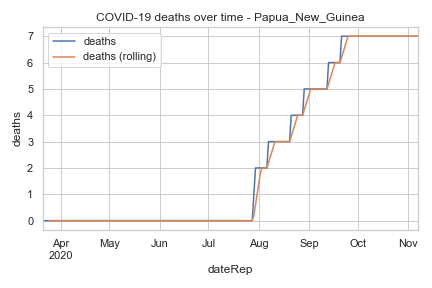 COVID-19 deaths over time - Papua_New_Guinea
deaths
deaths (rolling)
7
6
5
4
3
2
1
0
deaths
Apr May Jun Jul Aug Sep Oct Nov
2020
dateRep